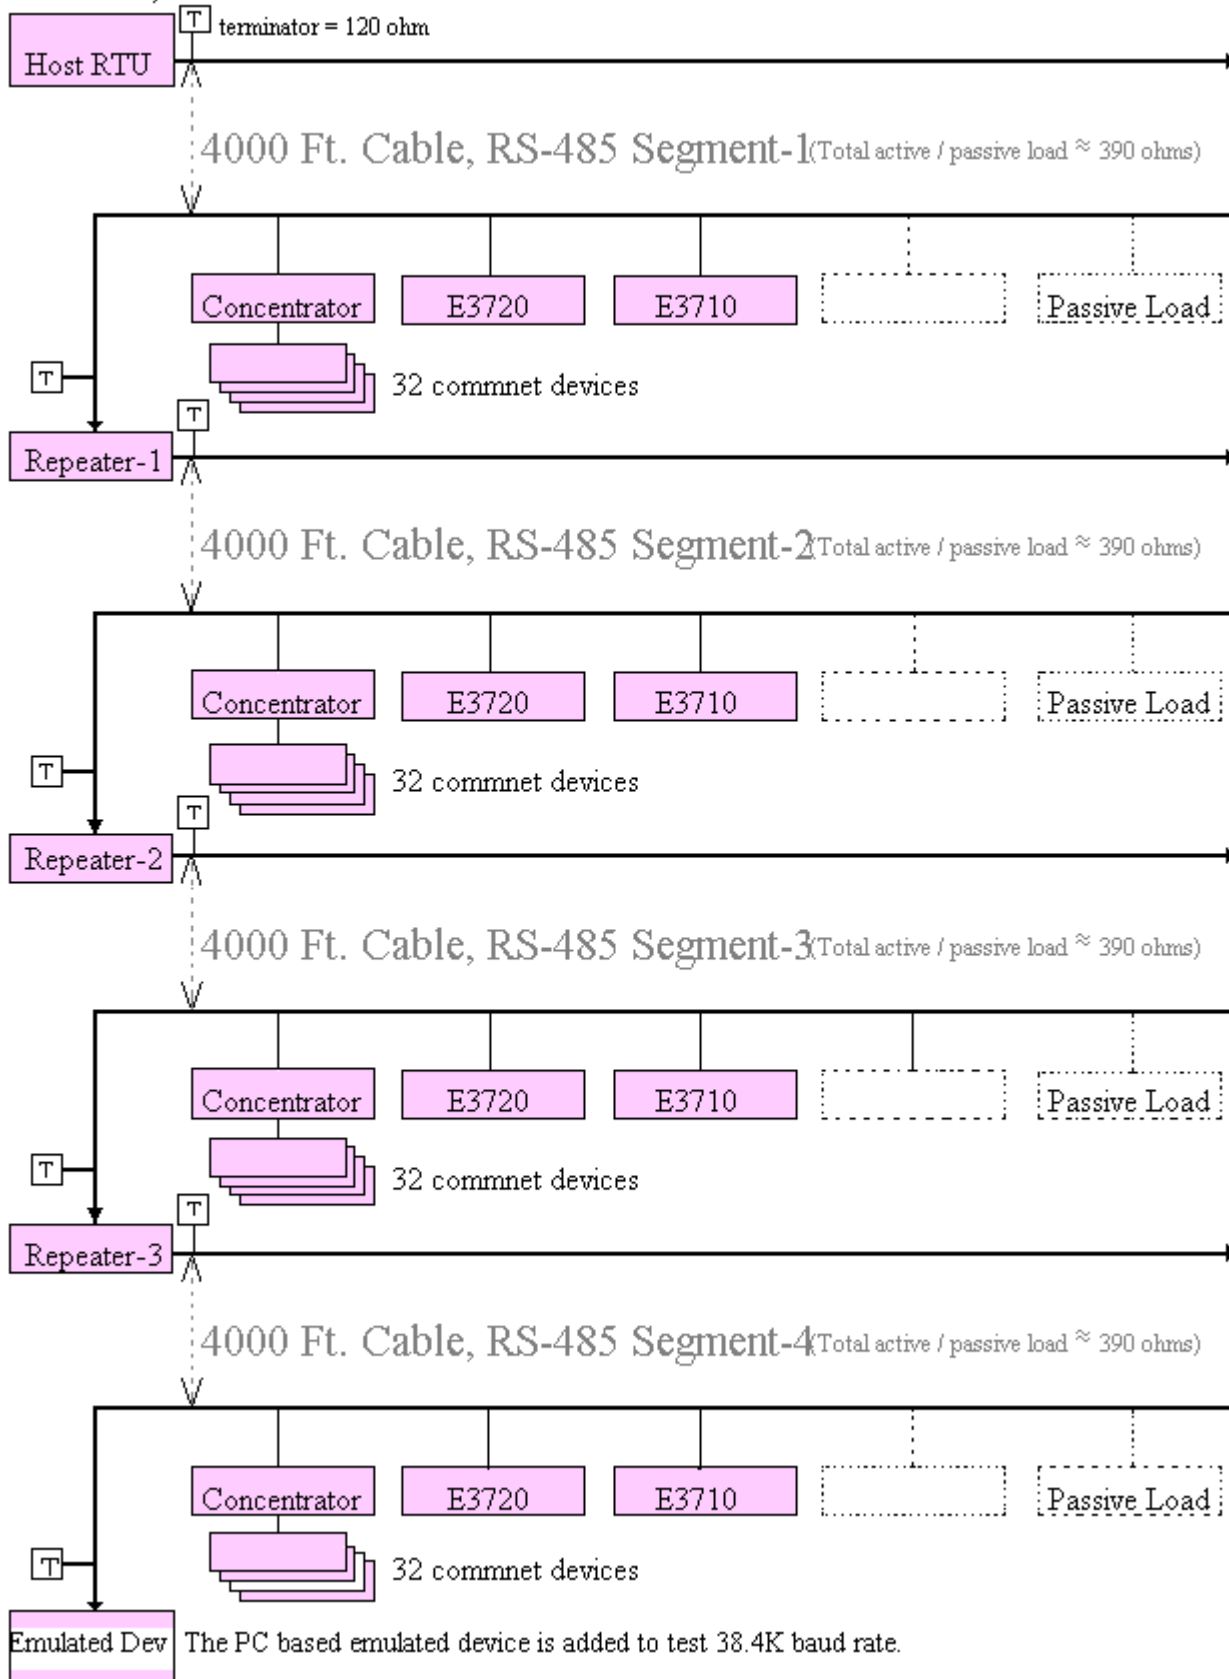 T
terminator = 120 ohm
Host RTU
4000 Ft. Cable, RS-485 Segment-1 (Total active / passive load ≈ 390 ohms)
Concentrator E3720 E3710 Passive Load
T
32 commnet devices
T
Repeater-1
4000 Ft. Cable, RS-485 Segment-2 (Total active / passive load ≈ 390 ohms)
Concentrator E3720 E3710 Passive Load
T
32 commnet devices
T
Repeater-2
4000 Ft. Cable, RS-485 Segment-3 (Total active / passive load ≈ 390 ohms)
Concentrator E3720 E3710 Passive Load
T
32 commnet devices
T
Repeater-3
4000 Ft. Cable, RS-485 Segment-4 (Total active / passive load ≈ 390 ohms)
Concentrator E3720 E3710 Passive Load
T
32 commnet devices
Emulated Dev The PC based emulated device is added to test 38.4K baud rate.